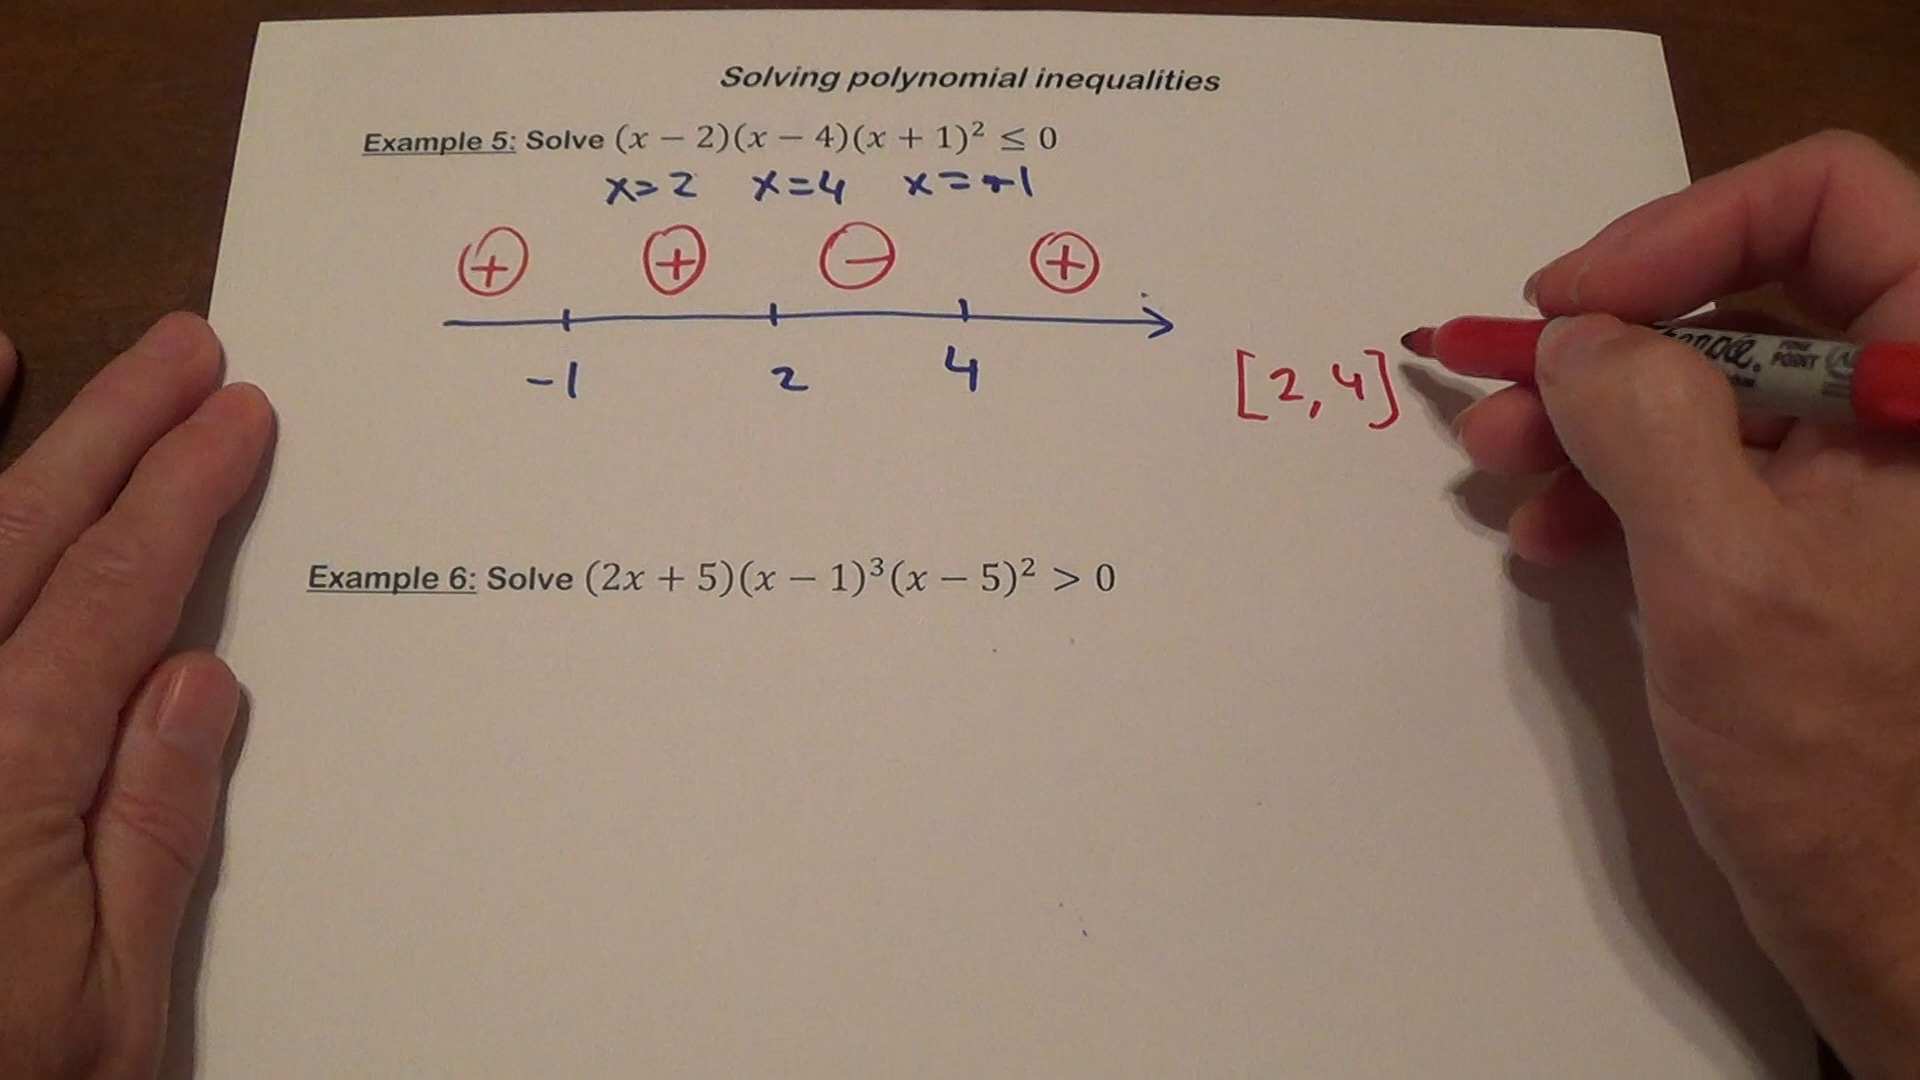 Solving polynomial inequalities
Example 5: Solve (x − 2)(x − 4)(x + 1)² ≤ 0
x=2 x=4 x=-1
+ + − +
-1 2 4
[2,4]
POINT
Example 6: Solve (2x + 5)(x − 1)³(x − 5)² > 0